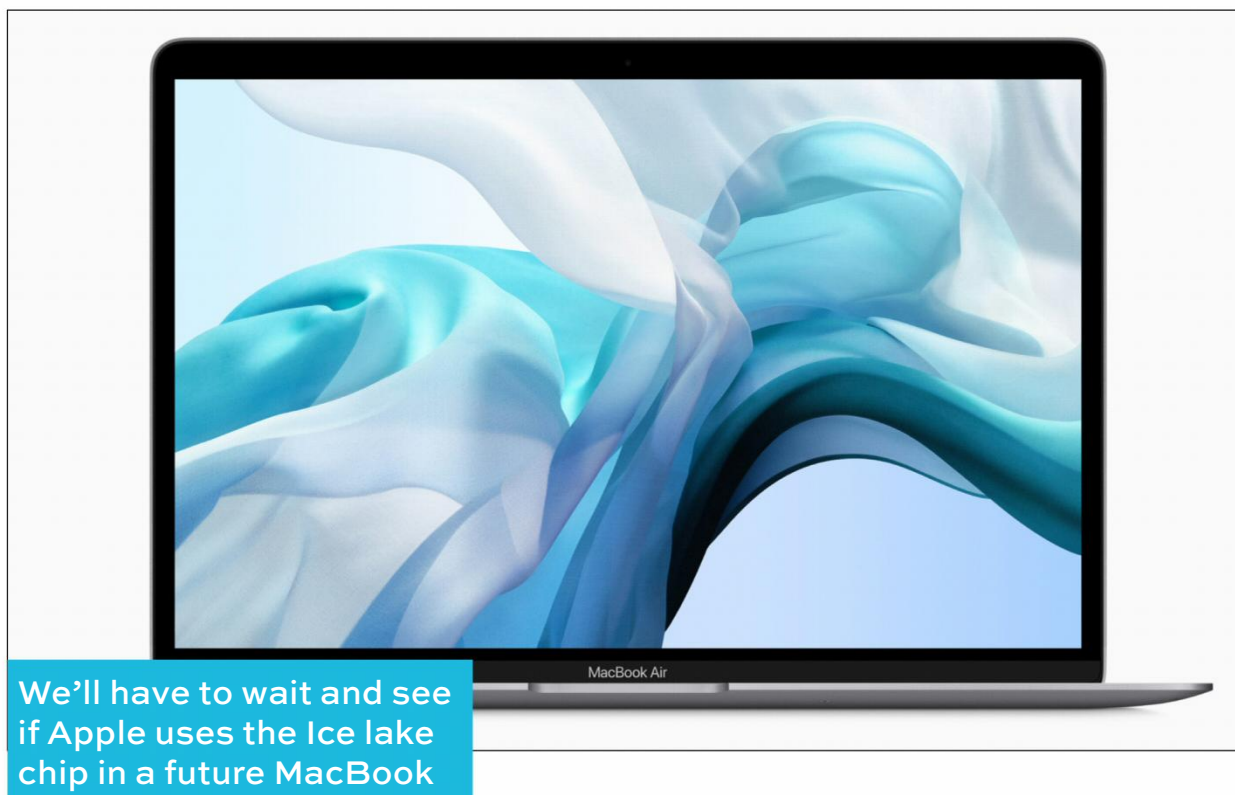 MacBook Air
We’ll have to wait and see
if Apple uses the Ice lake
chip in a future MacBook